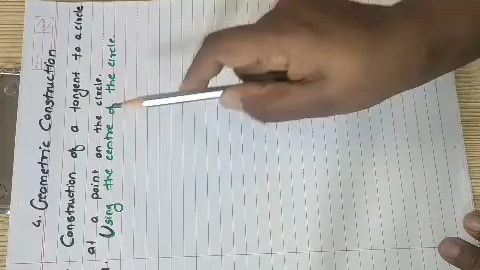 4. Geometric Construction
Construction of a tangent to a circle
at a point on the circle.
Using the centre of the circle.